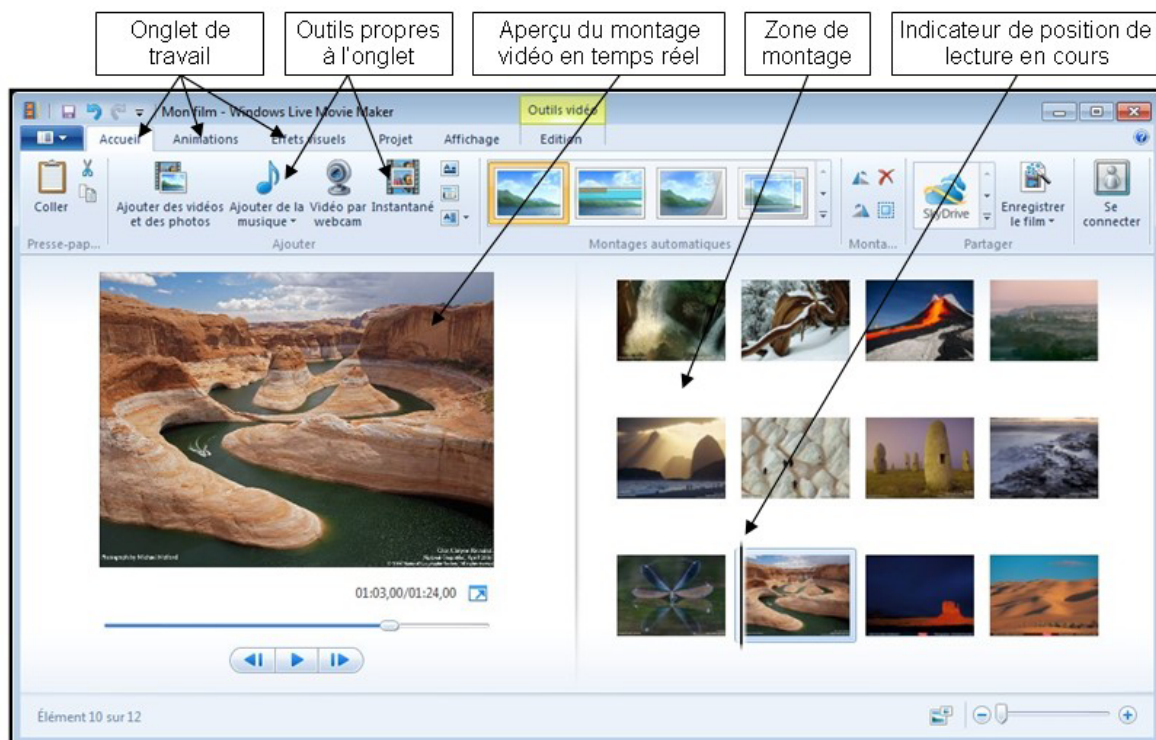 Onglet de
travail
Outils propres
à l'onglet
Aperçu du montage
vidéo en temps réel
Zone de
montage
Indicateur de position de
lecture en cours
Mon film - Windows Live Movie Maker
Outils vidéo
Accueil
Animations
Effets visuels
Projet
Affichage
Edition
Coller
Ajouter des vidéos
et des photos
Ajouter de la
musique
Vidéo par
webcam
Instantané
SkyDrive
Enregistrer
le film
Se
connecter
Presse-pap...
Ajouter
Montages automatiques
Monta...
Partager
Photograph by Michael Melford
01:03,00/01:24,00
Élément 10 sur 12